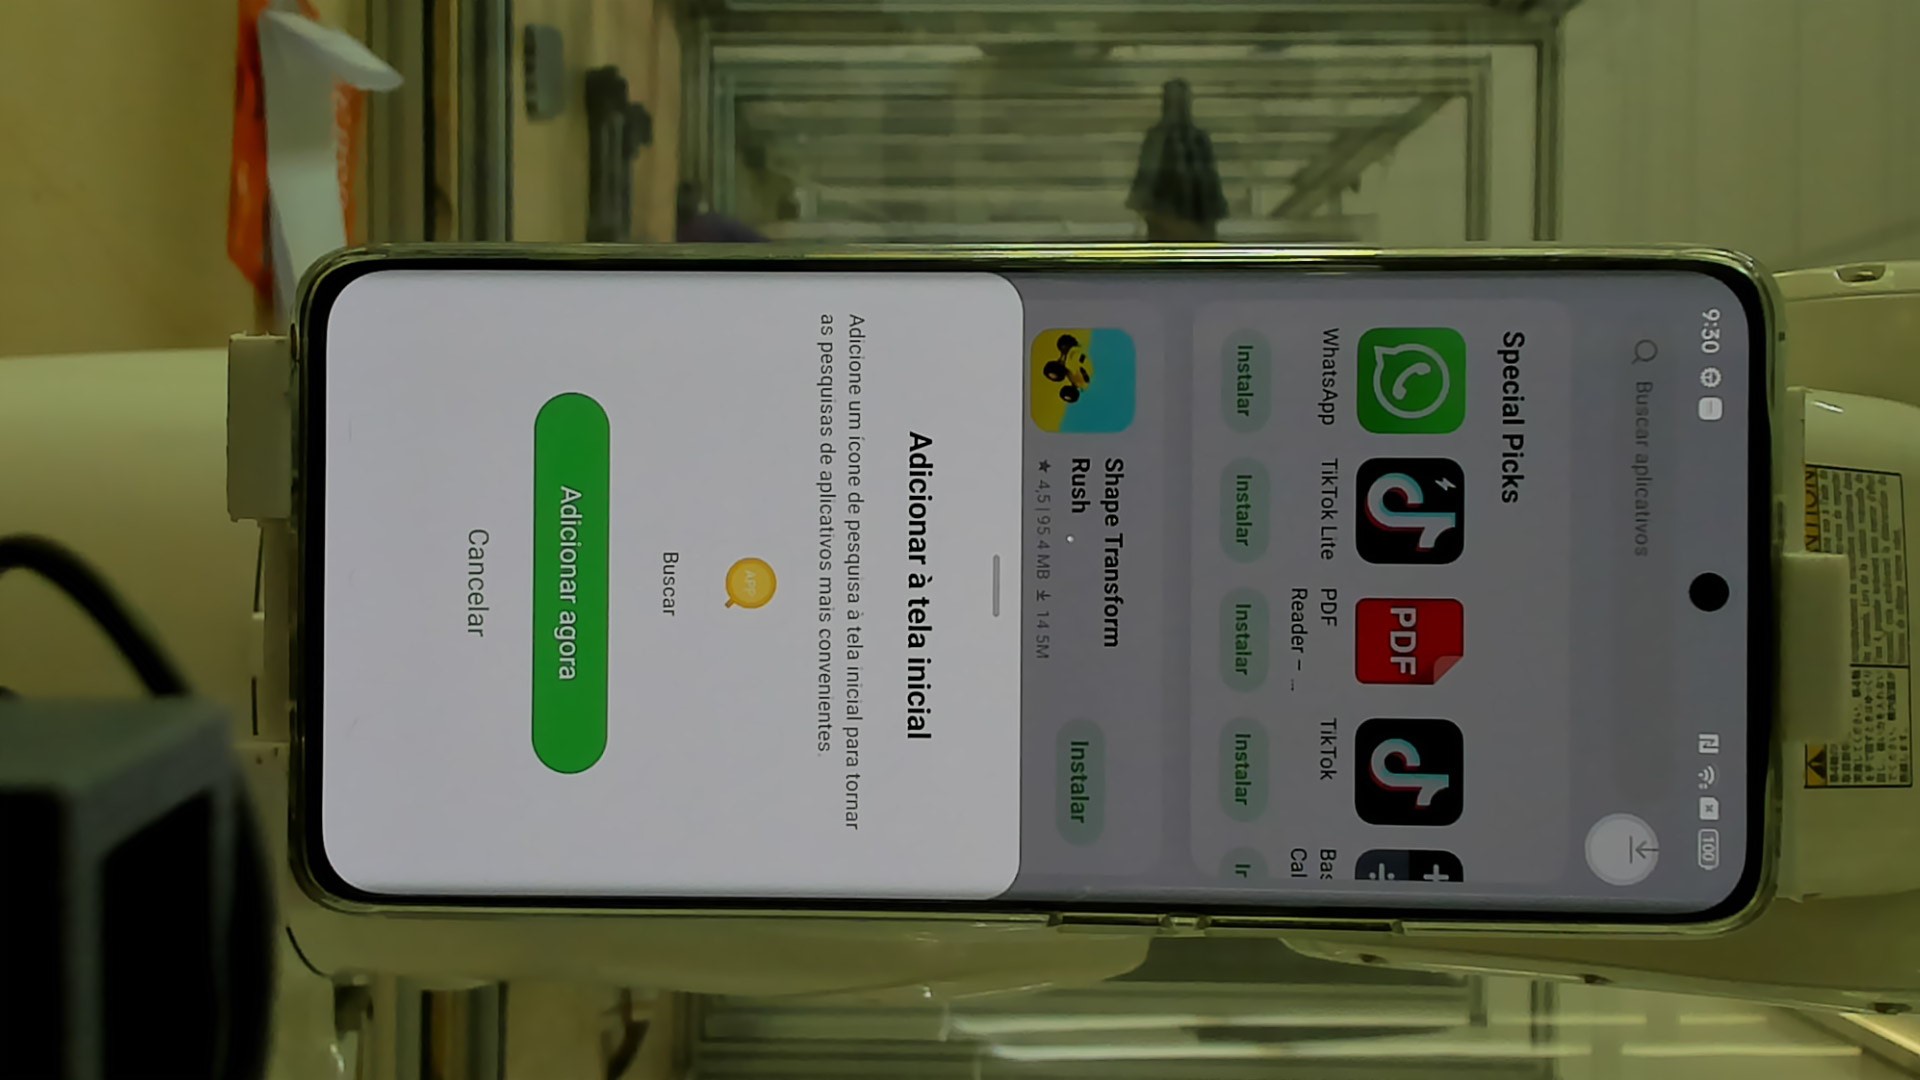 9:30
100
Buscar aplicativos
Special Picks
PDF
WhatsApp
TikTok Lite
PDF
Reader – ...
TikTok
Bas
Cal
Instalar
Instalar
Instalar
Instalar
Ir
Shape Transform
Rush
★ 4,5 | 95.4 MB 14.5M
Instalar
Adicionar à tela inicial
Adicione um ícone de pesquisa à tela inicial para tornar
as pesquisas de aplicativos mais convenientes.
APP
Buscar
Adicionar agora
Cancelar